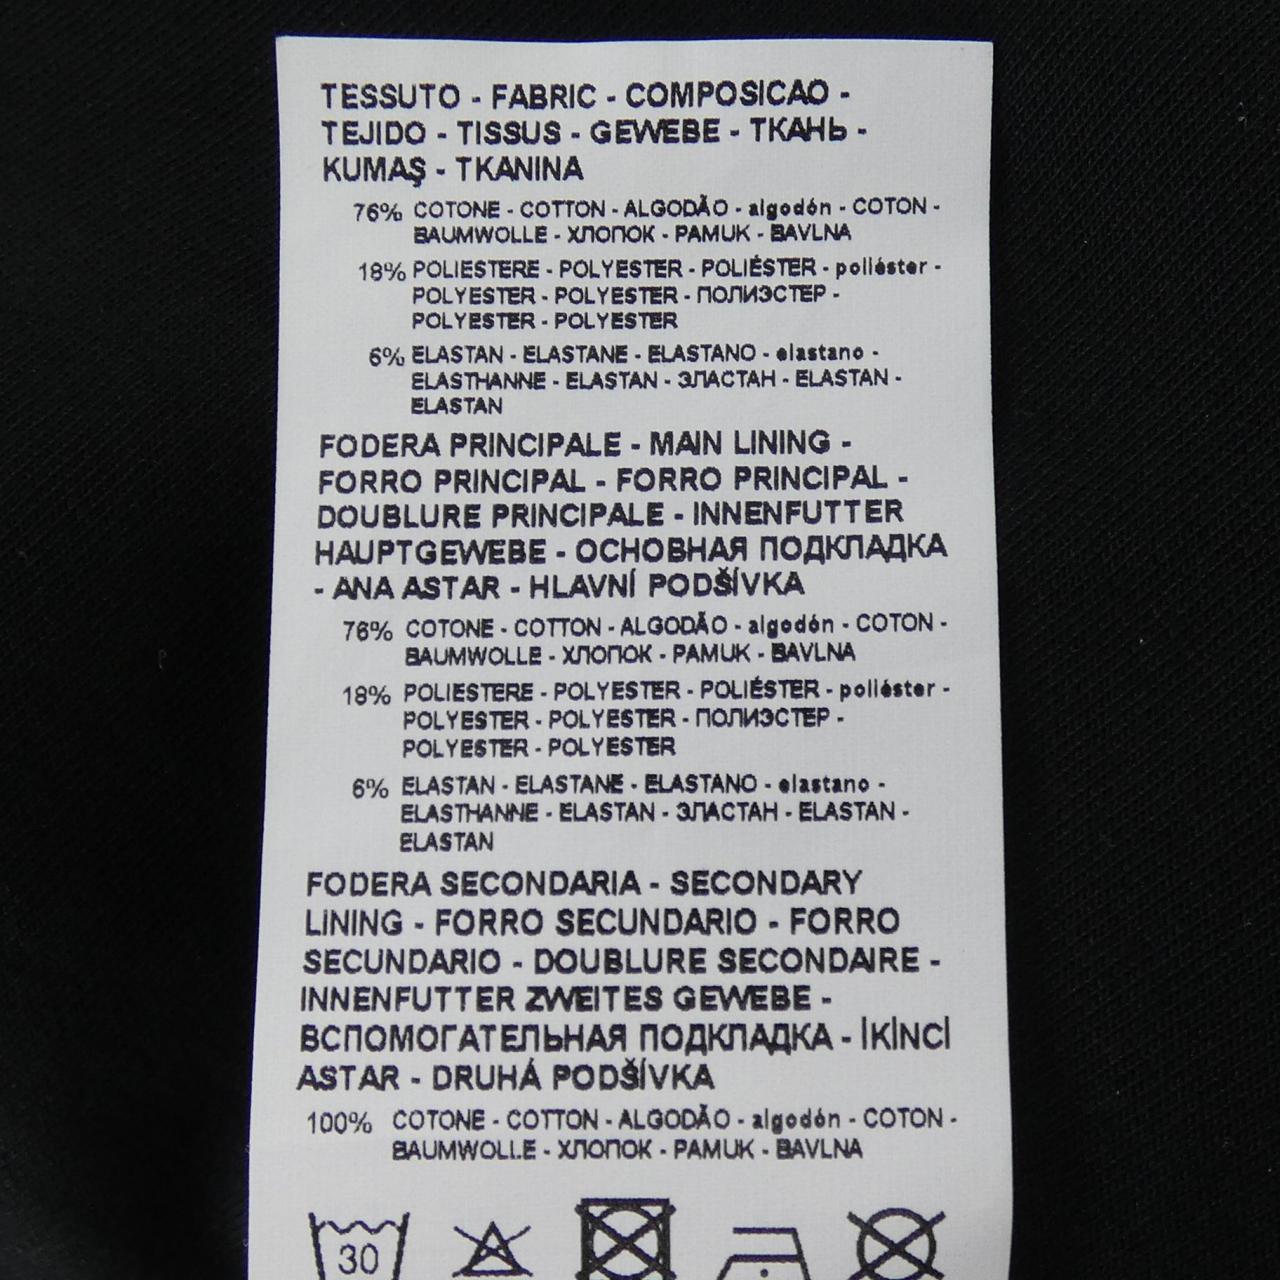 TESSUTO - FABRIC - COMPOSICAO -
TEJIDO - TISSUS - GEWEBE - ТКАНЬ -
KUMAŞ - TKANINA
76% COTONE - COTTON - ALGODÃO - algodón - COTON -
BAUMWOLLE - ХЛОПОК - PAMUK - BAVLNA
18% POLIESTERE - POLYESTER - POLIÉSTER - poliéster -
POLYESTER - POLYESTER - ПОЛИЭСТЕР -
POLYESTER - POLYESTER
6% ELASTAN - ELASTANE - ELASTANO - elastano -
ELASTHANNE - ELASTAN - ЭЛАСТАН - ELASTAN -
ELASTAN
FODERA PRINCIPALE - MAIN LINING -
FORRO PRINCIPAL - FORRO PRINCIPAL -
DOUBLURE PRINCIPALE - INNENFUTTER
HAUPTGEWEBE - ОСНОВНАЯ ПОДКЛАДКА
- ANA ASTAR - HLAVNÍ PODŠÍVKA
76% COTONE - COTTON - ALGODÃO - algodón - COTON -
BAUMWOLLE - ХЛОПОК - PAMUK - BAVLNA
18% POLIESTERE - POLYESTER - POLIÉSTER - poliéster -
POLYESTER - POLYESTER - ПОЛИЭСТЕР -
POLYESTER - POLYESTER
6% ELASTAN - ELASTANE - ELASTANO - elastano -
ELASTHANNE - ELASTAN - ЭЛАСТАН - ELASTAN -
ELASTAN
FODERA SECONDARIA - SECONDARY
LINING - FORRO SECUNDARIO - FORRO
SECUNDARIO - DOUBLURE SECONDAIRE -
INNENFUTTER ZWEITES GEWEBE -
ВСПОМОГАТЕЛЬНАЯ ПОДКЛАДКА - İKİNCİ
ASTAR - DRUHÁ PODŠÍVKA
100% COTONE - COTTON - ALGODÃO - algodón - COTON -
BAUMWOLLE - ХЛОПОК - PAMUK - BAVLNA
30